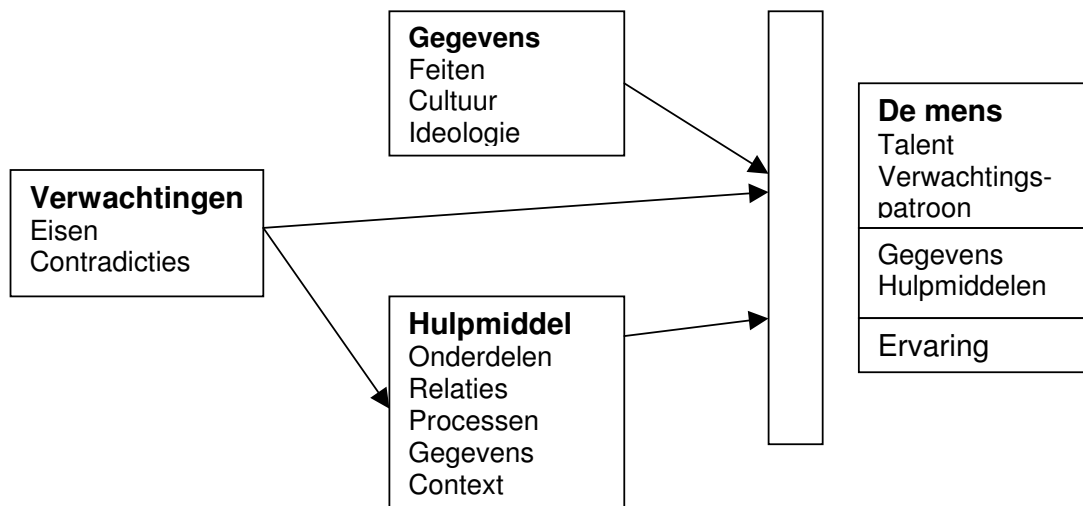 Gegevens
Feiten
Cultuur
Ideologie
Verwachtingen
Eisen
Contradicties
Hulpmiddel
Onderdelen
Relaties
Processen
Gegevens
Context
De mens
Talent
Verwachtings-
patroon
Gegevens
Hulpmiddelen
Ervaring